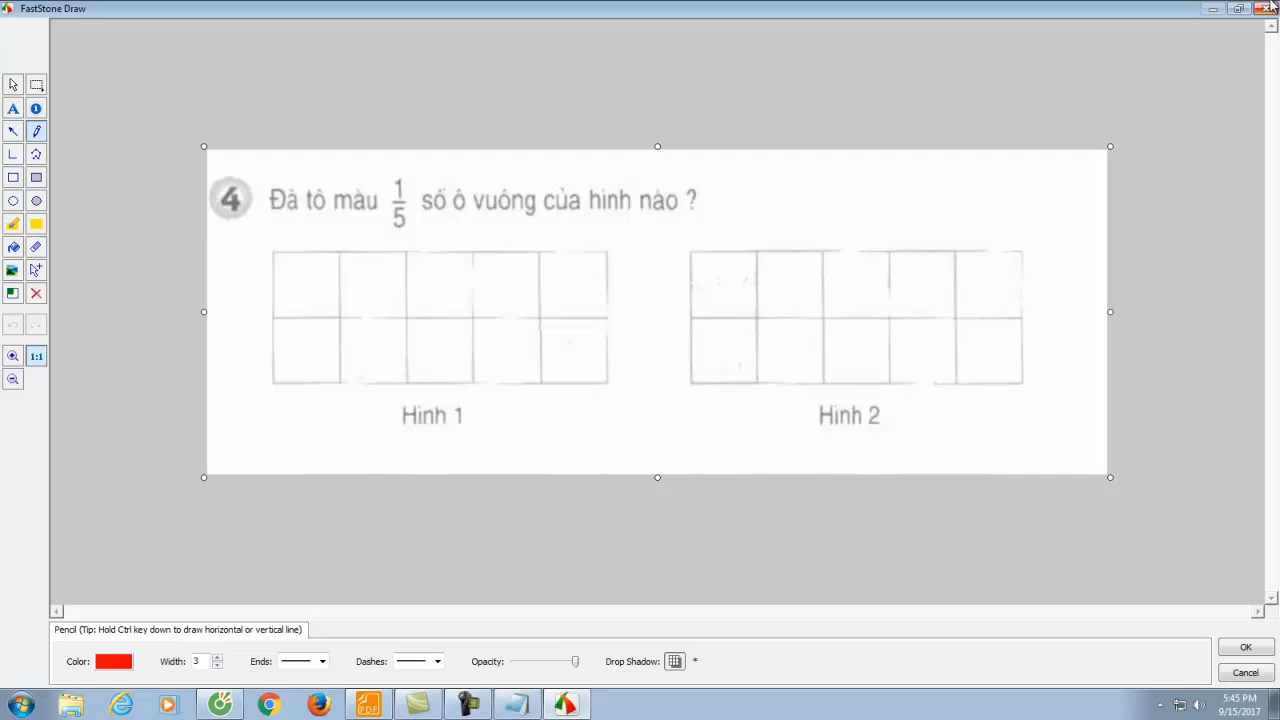 FastStone Draw
4 Đã tô màu 1/5 số ô vuông của hình nào ?
Hình 1
Hình 2
1:1
Pencil (Tip: Hold Ctrl key down to draw horizontal or vertical line)
Color: Width: 3 Ends: Dashes: Opacity: Drop Shadow: *
OK
Cancel
PDF
5:45 PM
9/15/2017